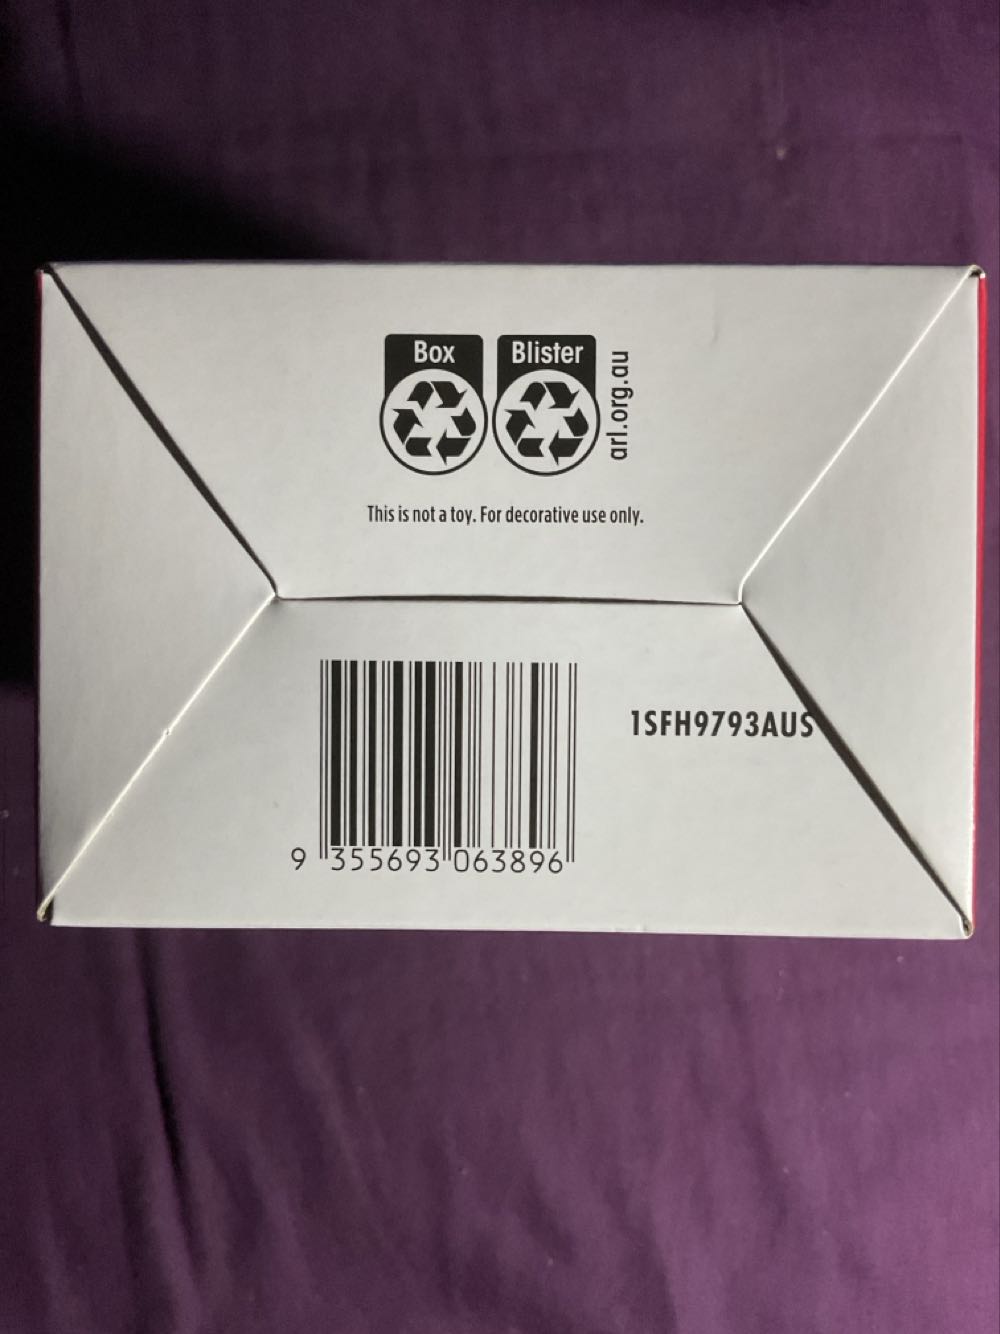 Box
Blister
arl.org.au
This is not a toy. For decorative use only.
1SFH9793AUS
9 355693 063896